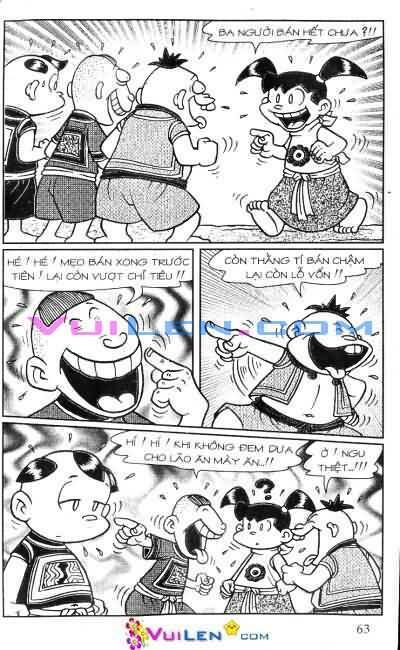 BA NGƯỜI BÁN HẾT CHƯA ?!!
HÉ ! HÉ ! MẸO BÁN XONG TRƯỚC
TIÊN ! LẠI CÒN VƯỢT CHỈ TIÊU !!
CÒN THẰNG TÍ BÁN CHẬM
LẠI CÒN LỖ VỐN !!
VUILEN.COM
HỈ ! HỈ ! KHI KHÔNG ĐEM DƯA
CHO LÃO ĂN MÀY ĂN..!!
Ờ ! NGU
THIỆT..!!!
?
63
VUILEN.COM